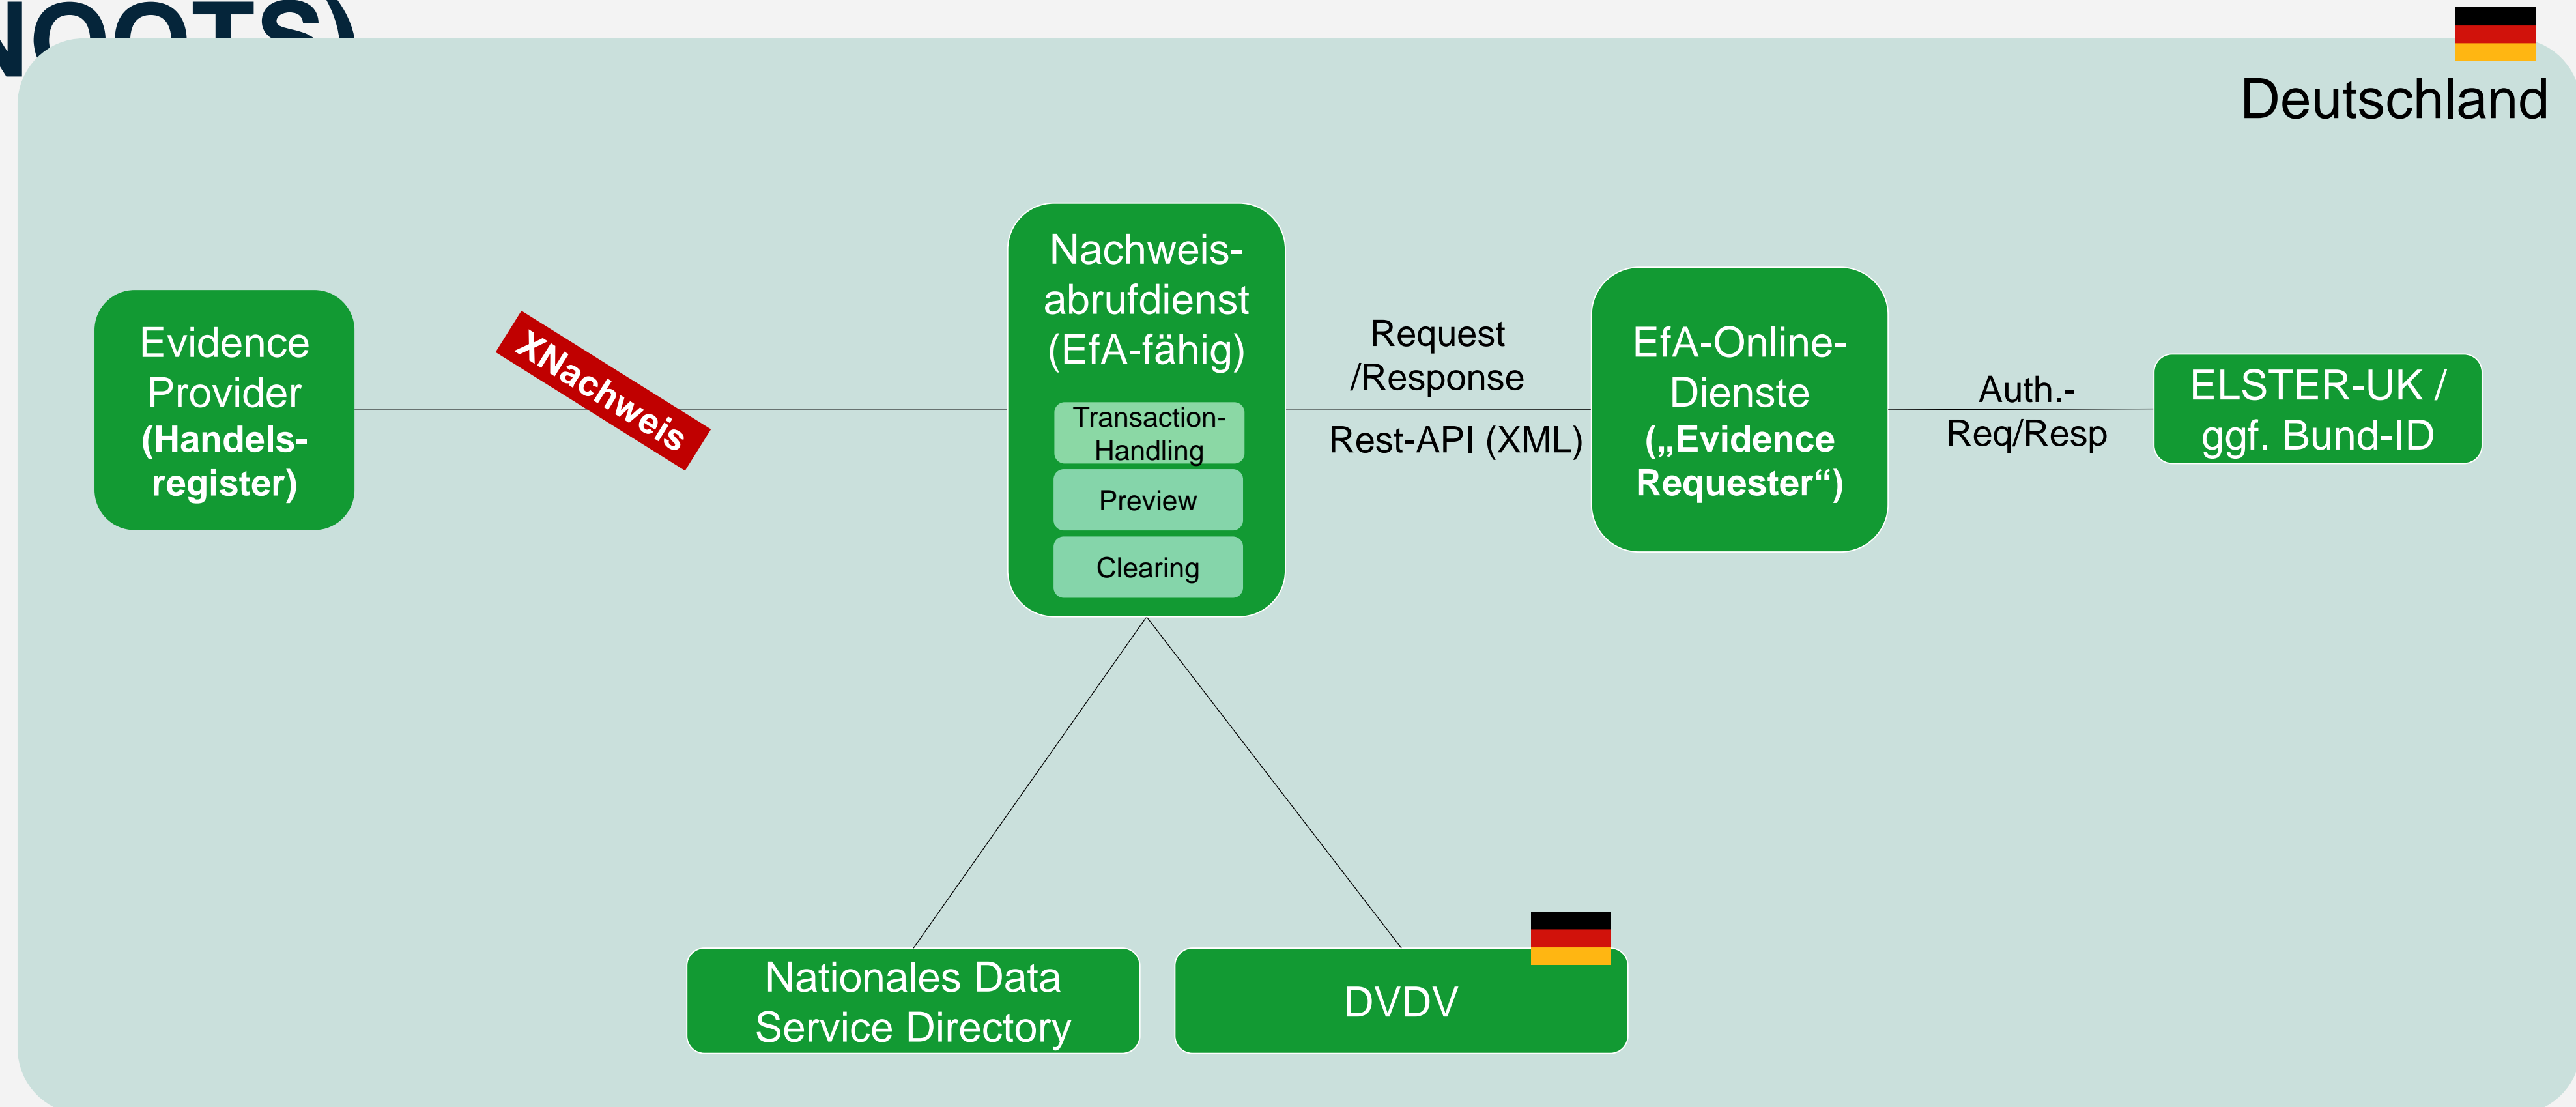 NOOTS)
Deutschland
Evidence
Provider
(Handels-
register)
XNachweis
Nachweis-
abrufdienst
(EfA-fähig)
Transaction-
Handling
Preview
Clearing
Request
/Response
Rest-API (XML)
EfA-Online-
Dienste
(„Evidence
Requester“)
Auth.-
Req/Resp
ELSTER-UK /
ggf. Bund-ID
Nationales Data
Service Directory
DVDV